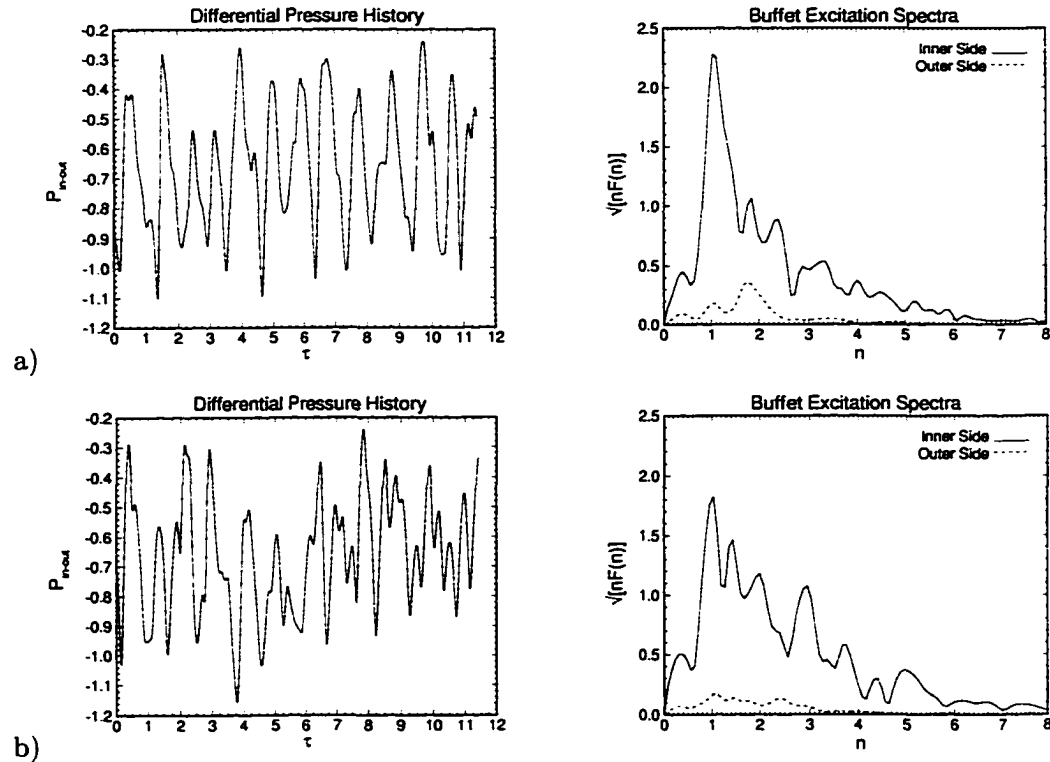 Differential Pressure History
-0.2
-0.3
-0.4
-0.5
-0.6
-0.7
-0.8
-0.9
-1.0
-1.1
-1.2
P_in-out
0 1 2 3 4 5 6 7 8 9 10 11 12
τ
Buffet Excitation Spectra
2.5
2.0
1.5
1.0
0.5
0.0
√[nF(n)]
Inner Side
Outer Side
0 1 2 3 4 5 6 7 8
n
a)
Differential Pressure History
-0.2
-0.3
-0.4
-0.5
-0.6
-0.7
-0.8
-0.9
-1.0
-1.1
-1.2
P_in-out
0 1 2 3 4 5 6 7 8 9 10 11 12
τ
Buffet Excitation Spectra
2.5
2.0
1.5
1.0
0.5
0.0
√[nF(n)]
Inner Side
Outer Side
0 1 2 3 4 5 6 7 8
n
b)